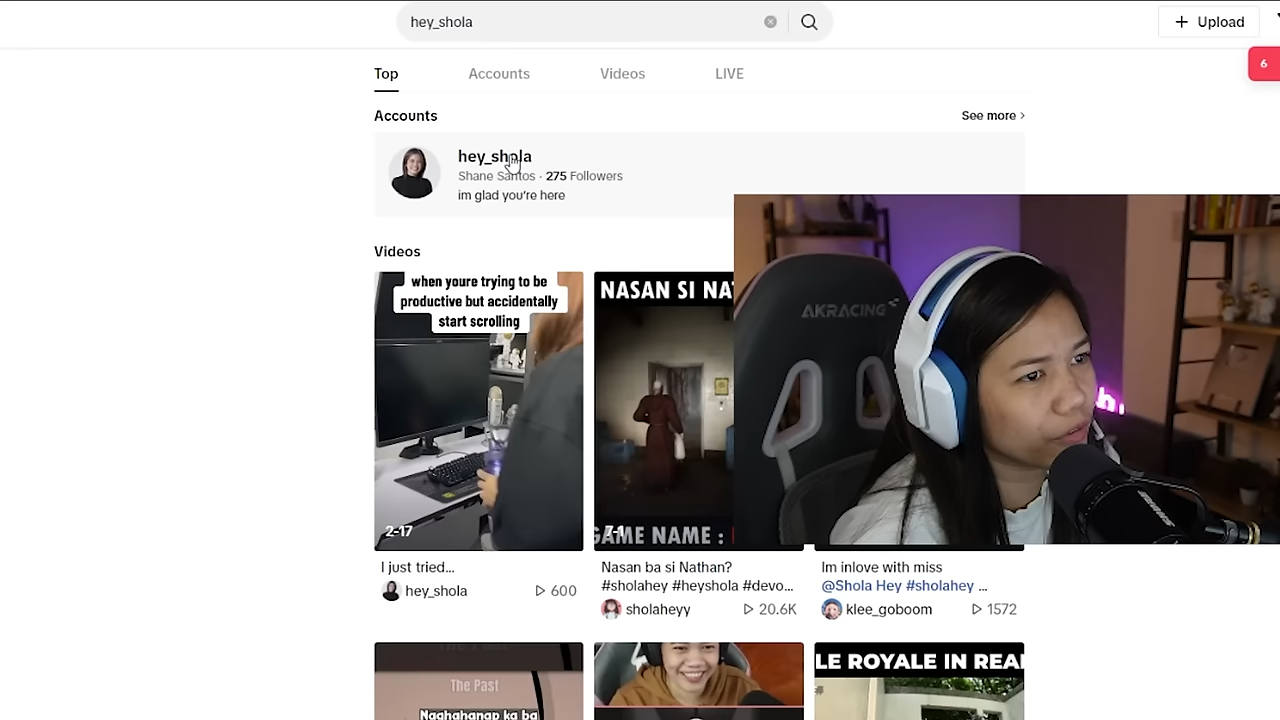 hey_shola
Upload
6
Top
Accounts
Videos
LIVE
Accounts
See more
hey_shola
Shane Santos · 275 Followers
im glad you're here
Videos
when youre trying to be
productive but accidentally
start scrolling
2-17
I just tried...
hey_shola
600
NASAN SI
GAME NAME :
7-1
Nasan ba si Nathan?
#sholahey #heyshola #devo...
sholaheyy
20.6K
AKRACING
Im inlove with miss
@Shola Hey #sholahey ...
klee_goboom
1572
The Past
Naghahanap ka ba
LE ROYALE IN